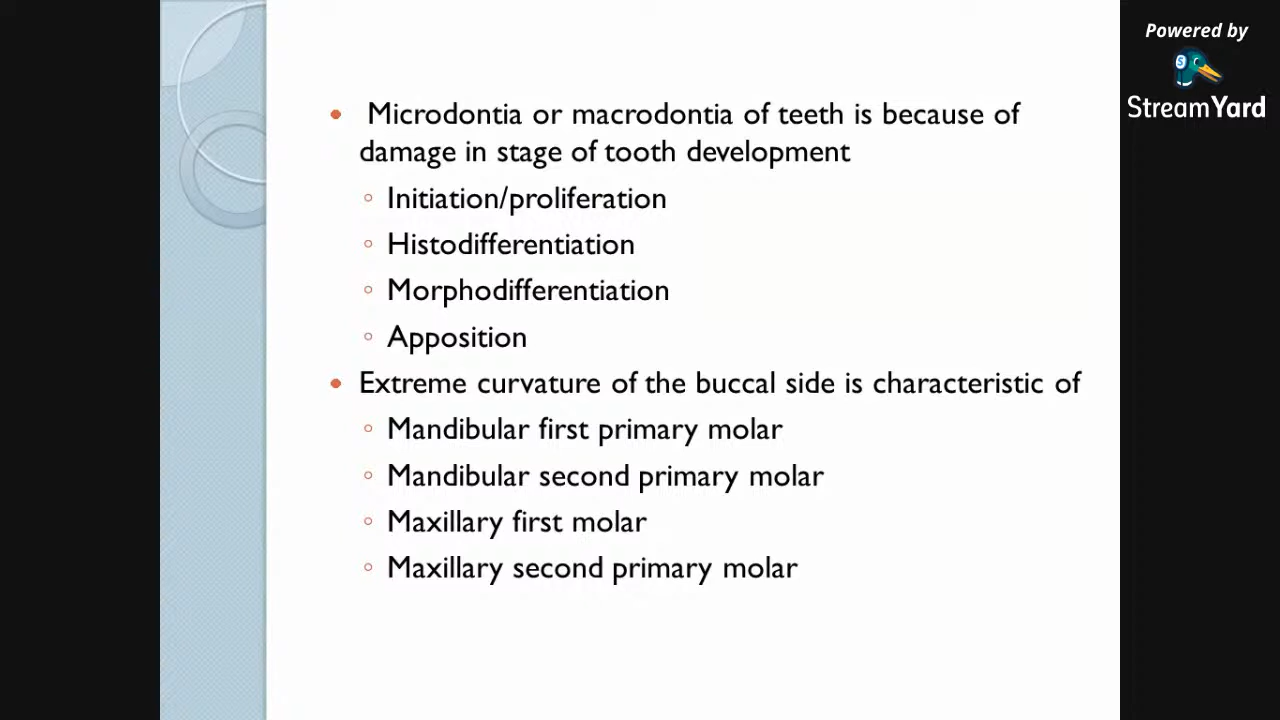 Powered by
StreamYard
Microdontia or macrodontia of teeth is because of
damage in stage of tooth development
Initiation/proliferation
Histodifferentiation
Morphodifferentiation
Apposition
Extreme curvature of the buccal side is characteristic of
Mandibular first primary molar
Mandibular second primary molar
Maxillary first molar
Maxillary second primary molar